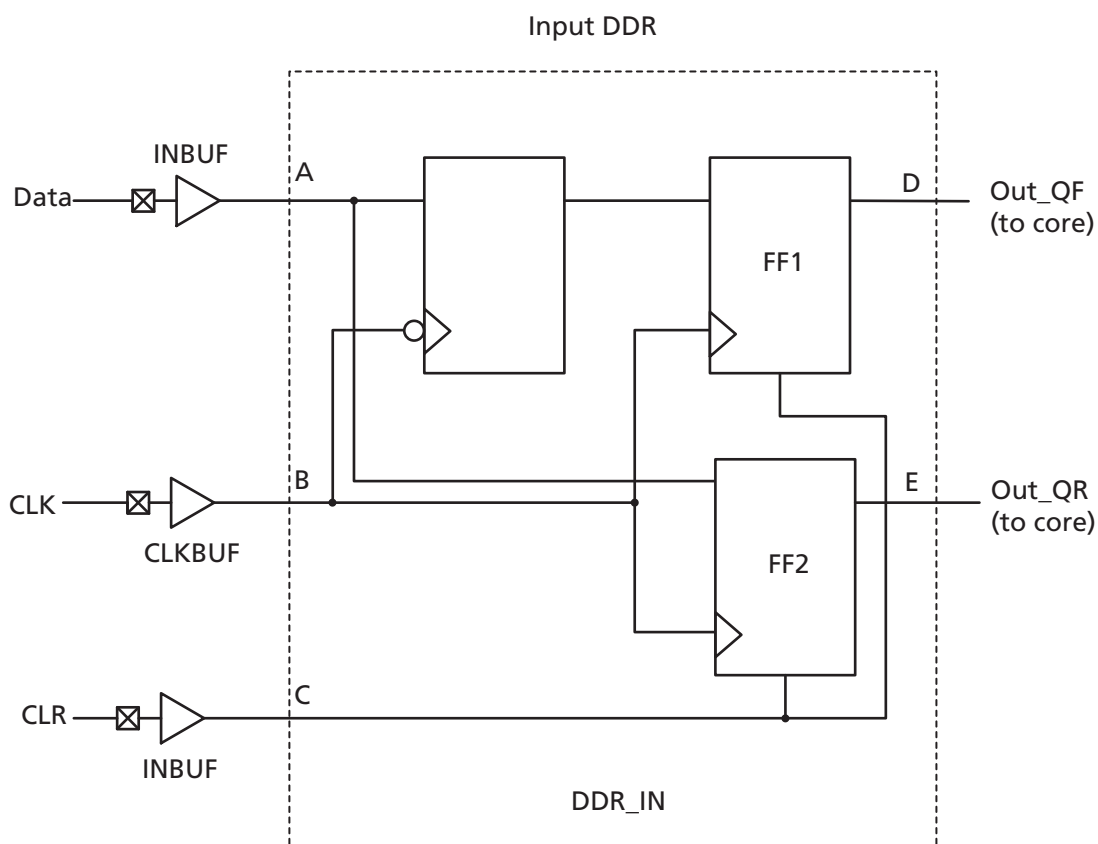 Input DDR
INBUF
A
Data
D
Out_QF
(to core)
FF1
B
E
CLK
Out_QR
(to core)
CLKBUF
FF2
C
CLR
INBUF
DDR_IN